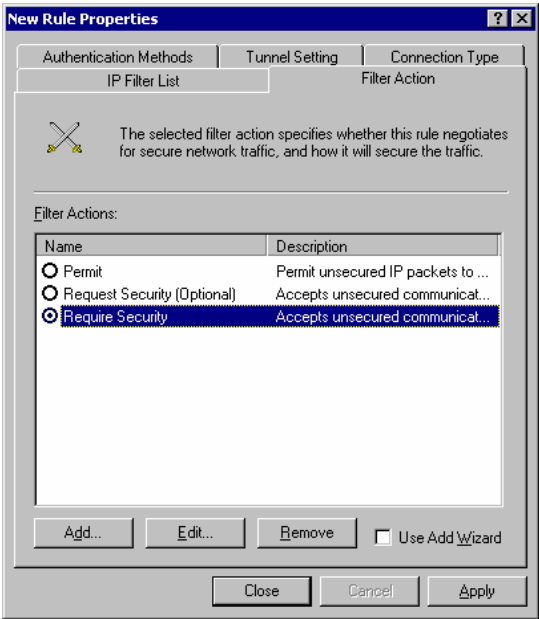 New Rule Properties
Authentication Methods Tunnel Setting Connection Type
IP Filter List Filter Action
The selected filter action specifies whether this rule negotiates
for secure network traffic, and how it will secure the traffic.
Filter Actions:
Name Description
Permit Permit unsecured IP packets to ...
Request Security (Optional) Accepts unsecured communicat...
Require Security Accepts unsecured communicat...
Add... Edit... Remove Use Add Wizard
Close Cancel Apply